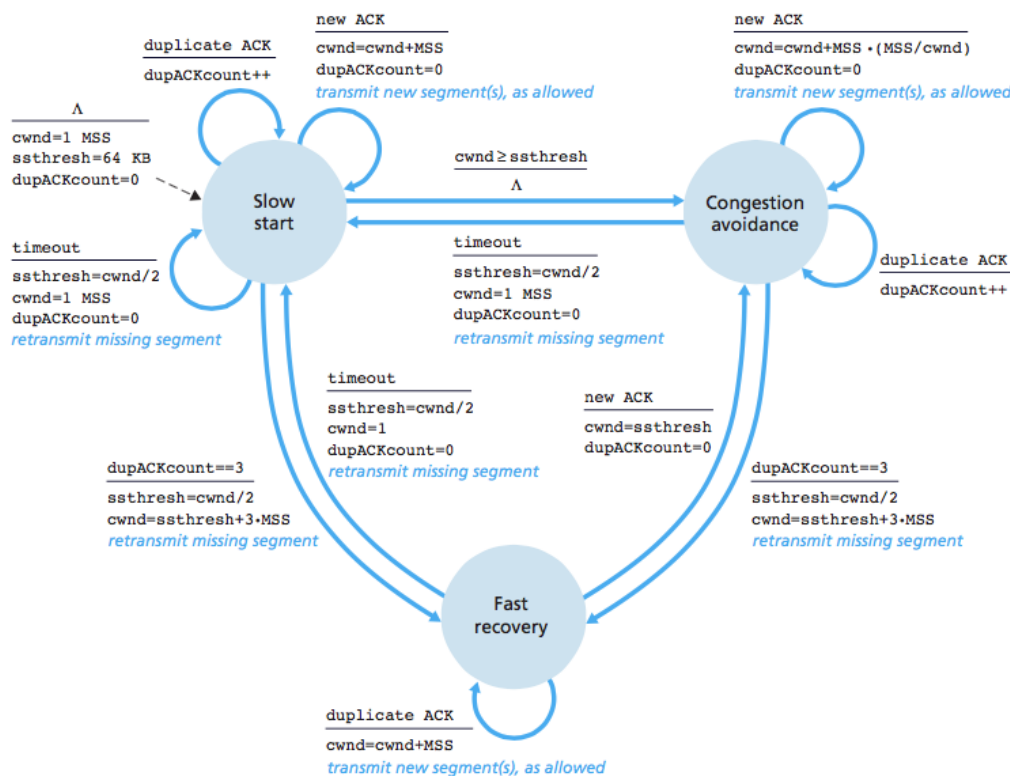 new ACK
cwnd=cwnd+MSS
dupACKcount=0
transmit new segment(s), as allowed
duplicate ACK
dupACKcount++
Λ
cwnd=1 MSS
ssthresh=64 KB
dupACKcount=0
Slow
start
timeout
ssthresh=cwnd/2
cwnd=1 MSS
dupACKcount=0
retransmit missing segment
cwnd≥ssthresh
Λ
timeout
ssthresh=cwnd/2
cwnd=1 MSS
dupACKcount=0
retransmit missing segment
new ACK
cwnd=cwnd+MSS •(MSS/cwnd)
dupACKcount=0
transmit new segment(s), as allowed
Congestion
avoidance
duplicate ACK
dupACKcount++
timeout
ssthresh=cwnd/2
cwnd=1
dupACKcount=0
retransmit missing segment
new ACK
cwnd=ssthresh
dupACKcount=0
dupACKcount==3
ssthresh=cwnd/2
cwnd=ssthresh+3•MSS
retransmit missing segment
dupACKcount==3
ssthresh=cwnd/2
cwnd=ssthresh+3•MSS
retransmit missing segment
Fast
recovery
duplicate ACK
cwnd=cwnd+MSS
transmit new segment(s), as allowed